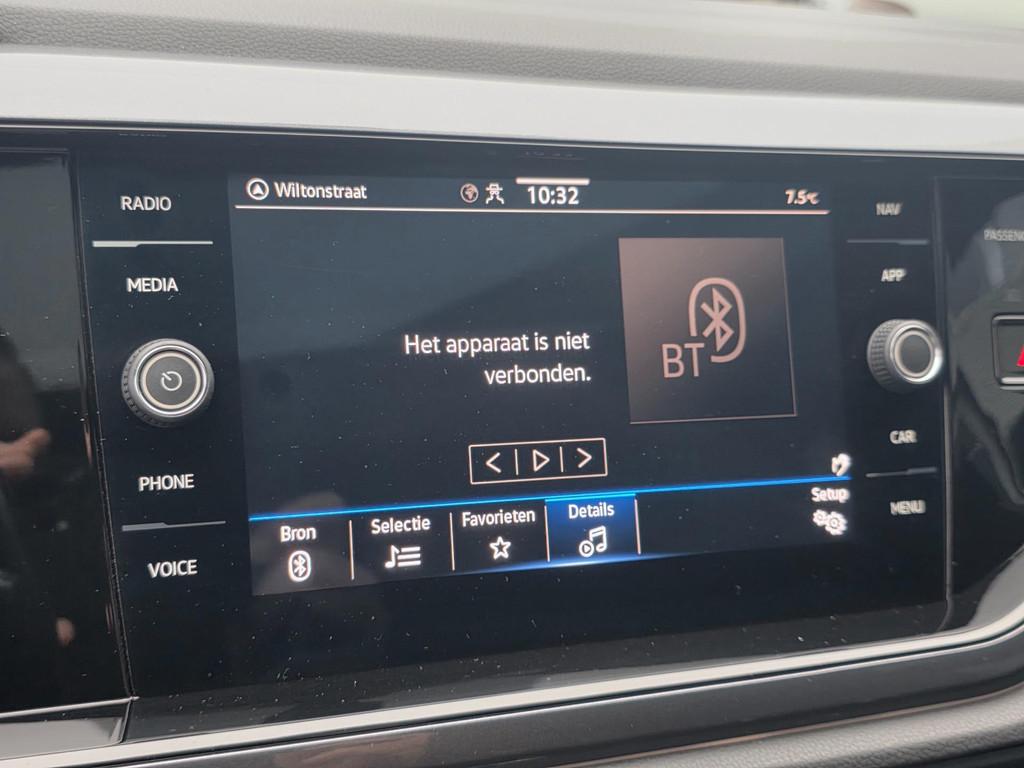 RADIO
MEDIA
PHONE
VOICE
Wiltonstraat
10:32
7.5°C
Het apparaat is niet
verbonden.
BT
Bron
Selectie
Favorieten
Details
Setup
NAV
APP
CAR
MENU